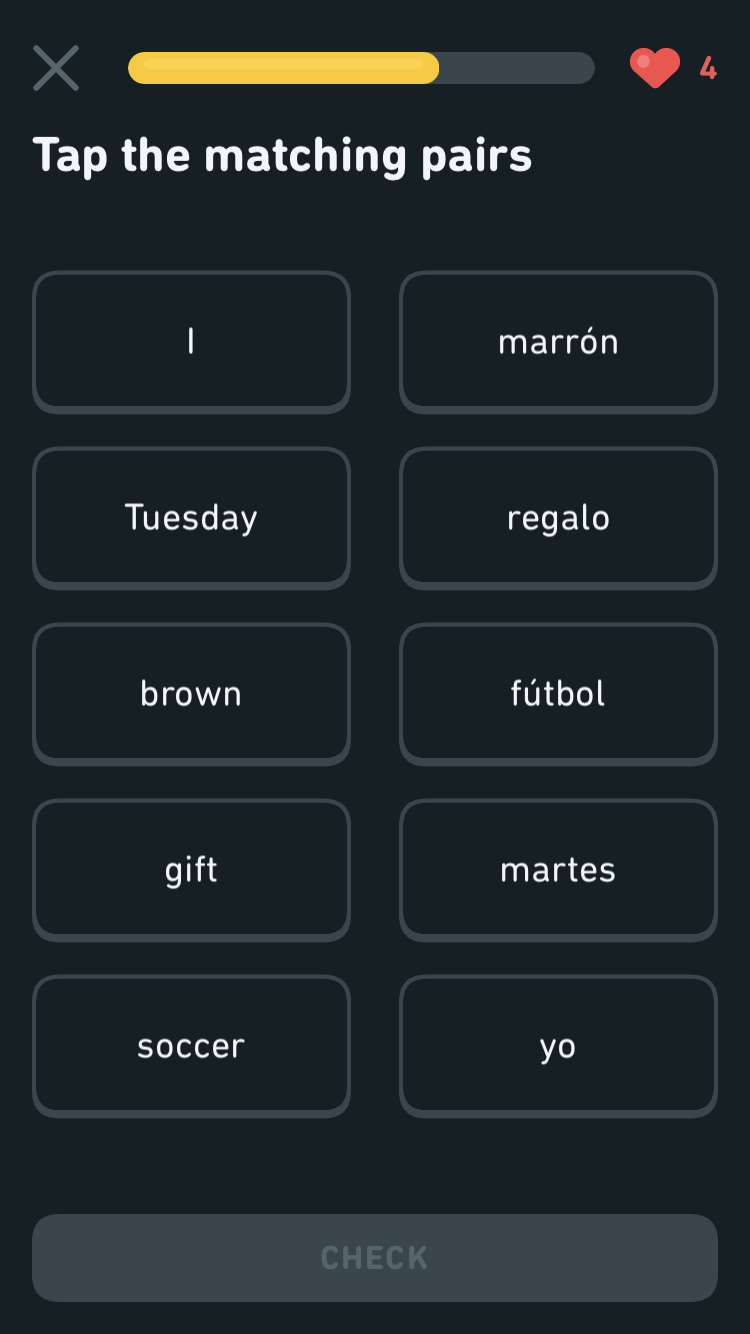 4
Tap the matching pairs
I marrón
Tuesday regalo
brown fútbol
gift martes
soccer yo
CHECK